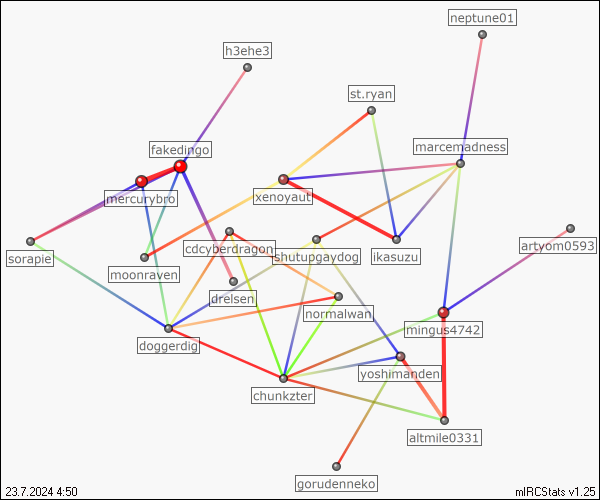 neptune01
h3ehe3
st.ryan
marcemadness
fakedingo
mercurybro
xenoyaut
artyom0593
cdcyberdragon
shutupgaydog
ikasuzu
sorapie
moonraven
dreisen
normalwan
mingus4742
doggerdig
yoshimanden
chunkzter
altmile0331
gorudenneko
23.7.2024 4:50
mIRCStats v1.25